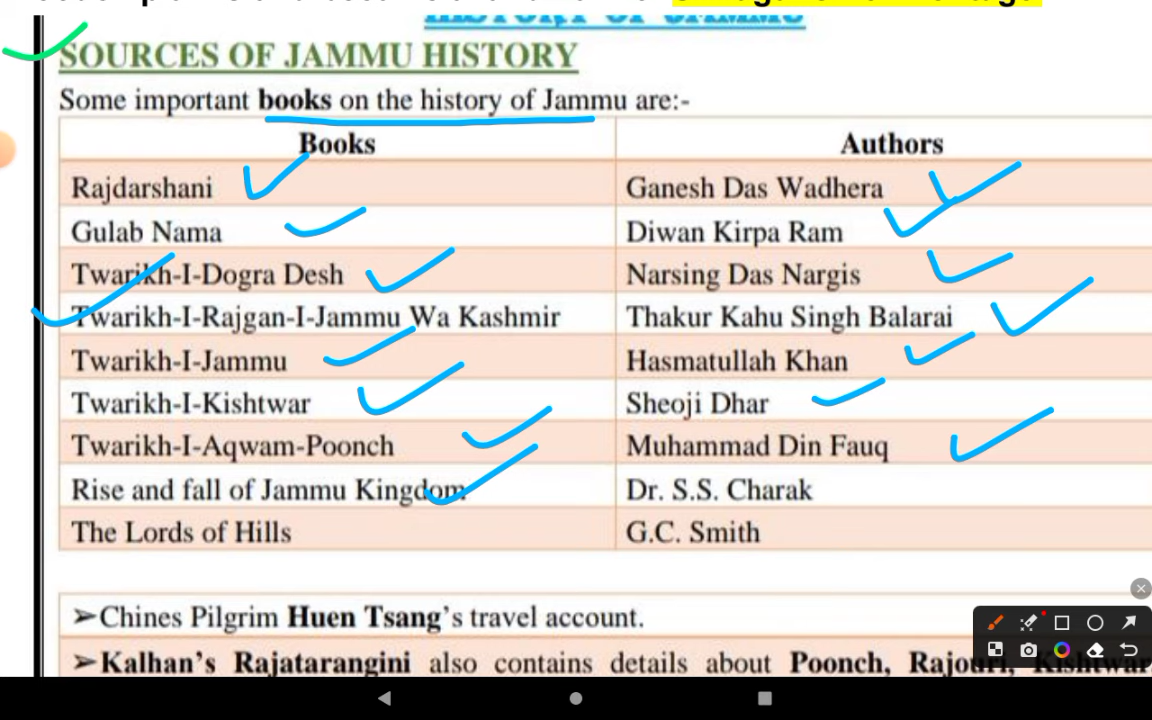 HISTORY OF JAMMU
SOURCES OF JAMMU HISTORY
Some important books on the history of Jammu are:-
Books Authors
Rajdarshani Ganesh Das Wadhera
Gulab Nama Diwan Kirpa Ram
Twarikh-I-Dogra Desh Narsing Das Nargis
Twarikh-I-Rajgan-I-Jammu Wa Kashmir Thakur Kahu Singh Balarai
Twarikh-I-Jammu Hasmatullah Khan
Twarikh-I-Kishtwar Sheoji Dhar
Twarikh-I-Aqwam-Poonch Muhammad Din Fauq
Rise and fall of Jammu Kingdom Dr. S.S. Charak
The Lords of Hills G.C. Smith
➢Chines Pilgrim Huen Tsang's travel account.
➢Kalhan's Rajatarangini also contains details about Poonch, Rajouri, Kishtwar